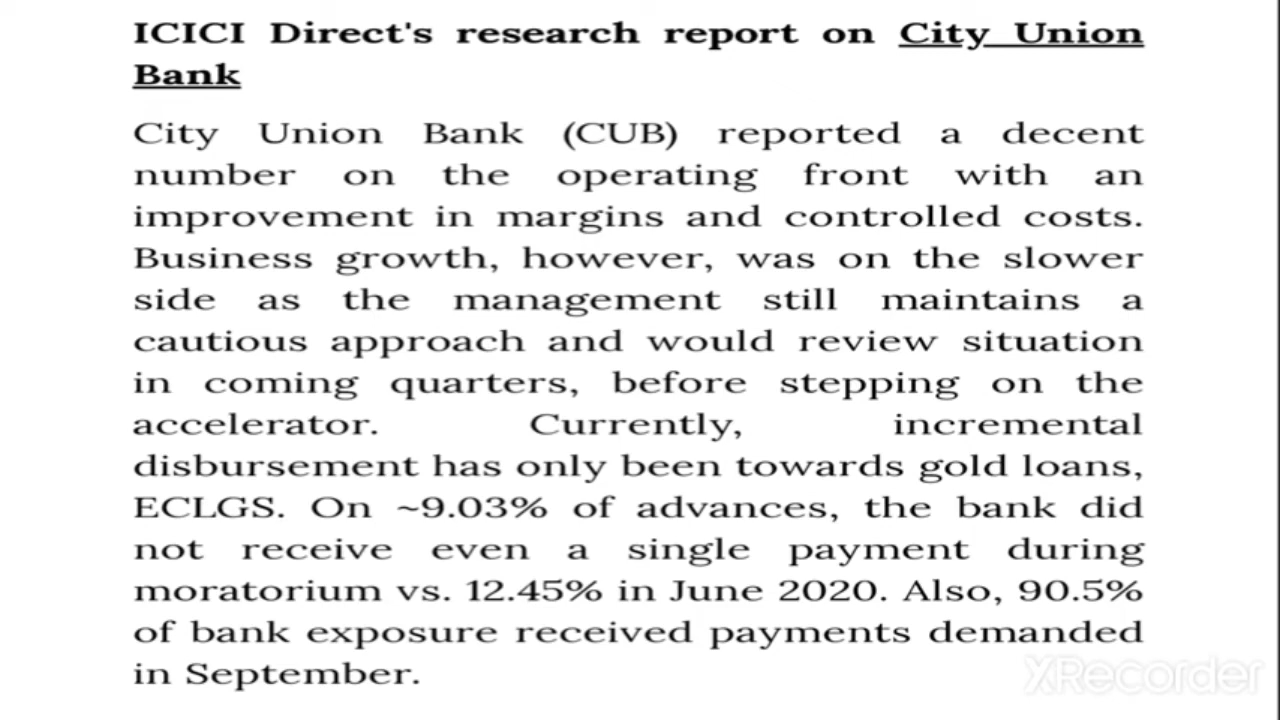 ICICI Direct's research report on City Union
Bank
City Union Bank (CUB) reported a decent
number on the operating front with an
improvement in margins and controlled costs.
Business growth, however, was on the slower
side as the management still maintains a
cautious approach and would review situation
in coming quarters, before stepping on the
accelerator. Currently, incremental
disbursement has only been towards gold loans,
ECLGS. On ~9.03% of advances, the bank did
not receive even a single payment during
moratorium vs. 12.45% in June 2020. Also, 90.5%
of bank exposure received payments demanded
in September.
XRecorder